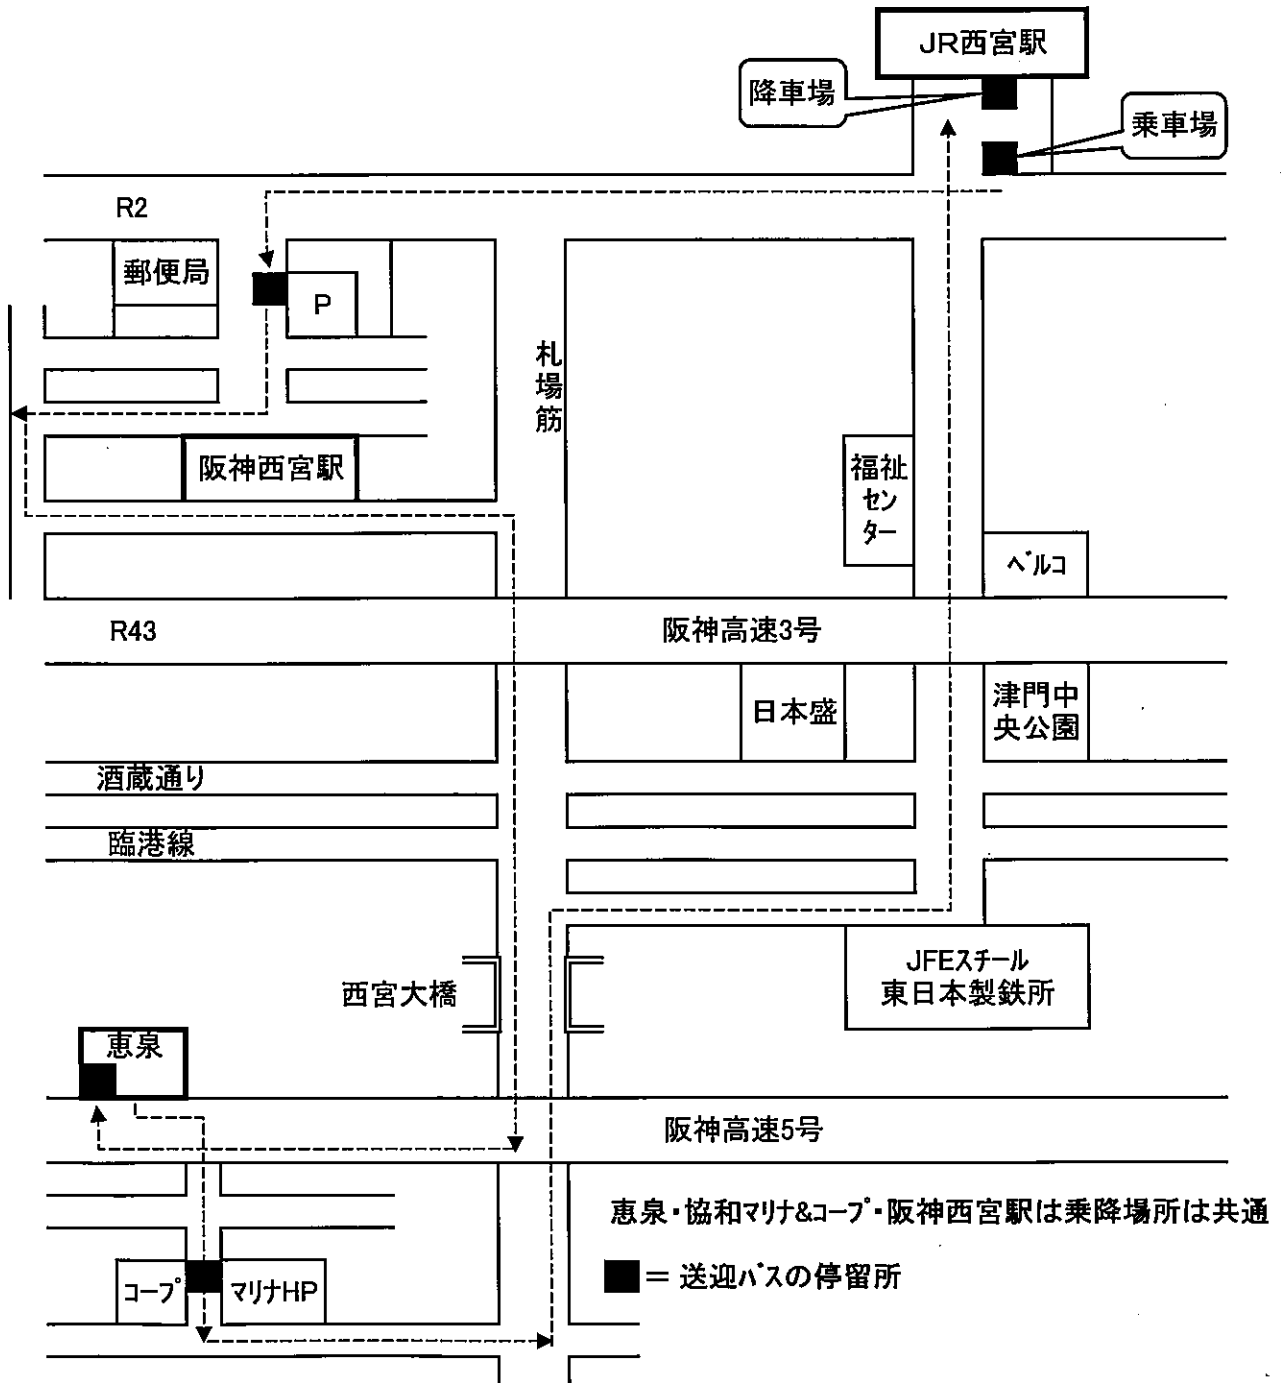 JR西宮駅
降車場
乗車場
R2
郵便局
P
札場筋
阪神西宮駅
福祉
センター
ベルコ
R43
阪神高速3号
日本盛
津門中
央公園
酒蔵通り
臨港線
JFEスチール
東日本製鉄所
西宮大橋
恵泉
阪神高速5号
恵泉・協和マリナ&コープ・阪神西宮駅は乗降場所は共通
コープ
マリナHP
■＝ 送迎バスの停留所